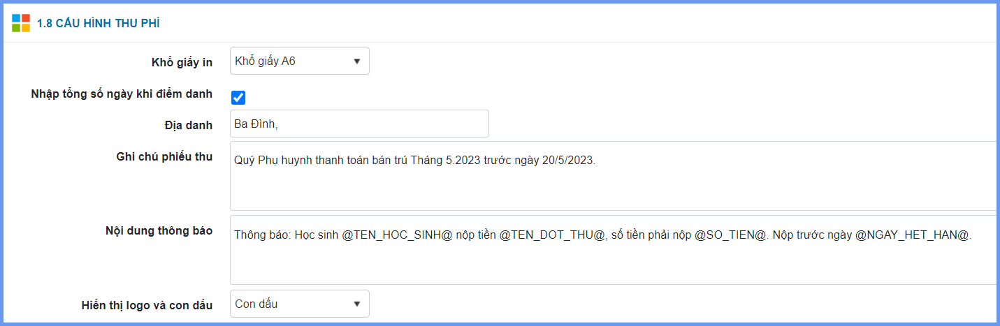 1.8 CẤU HÌNH THU PHÍ
Khổ giấy in Khổ giấy A6
Nhập tổng số ngày khi điểm danh
Địa danh Ba Đình,
Ghi chú phiếu thu Quý Phụ huynh thanh toán bán trú Tháng 5.2023 trước ngày 20/5/2023.
Nội dung thông báo Thông báo: Học sinh @TEN_HOC_SINH@ nộp tiền @TEN_DOT_THU@, số tiền phải nộp @SO_TIEN@. Nộp trước ngày @NGAY_HET_HAN@.
Hiển thị logo và con dấu Con dấu